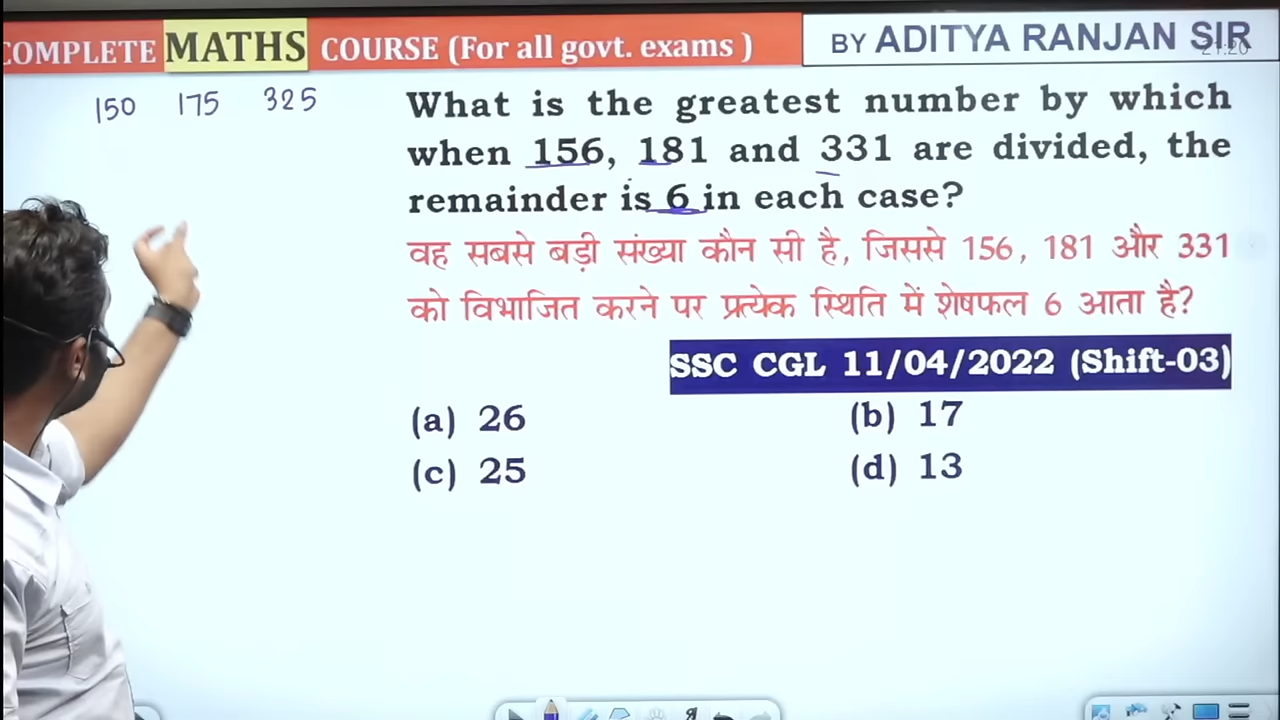 COMPLETE MATHS COURSE (For all govt. exams )
BY ADITYA RANJAN SIR
21:20
150 175 325
What is the greatest number by which
when 156, 181 and 331 are divided, the
remainder is 6 in each case?
वह सबसे बड़ी संख्या कौन सी है, जिससे 156, 181 और 331
को विभाजित करने पर प्रत्येक स्थिति में शेषफल 6 आता है?
SSC CGL 11/04/2022 (Shift-03)
(a) 26 (b) 17
(c) 25 (d) 13